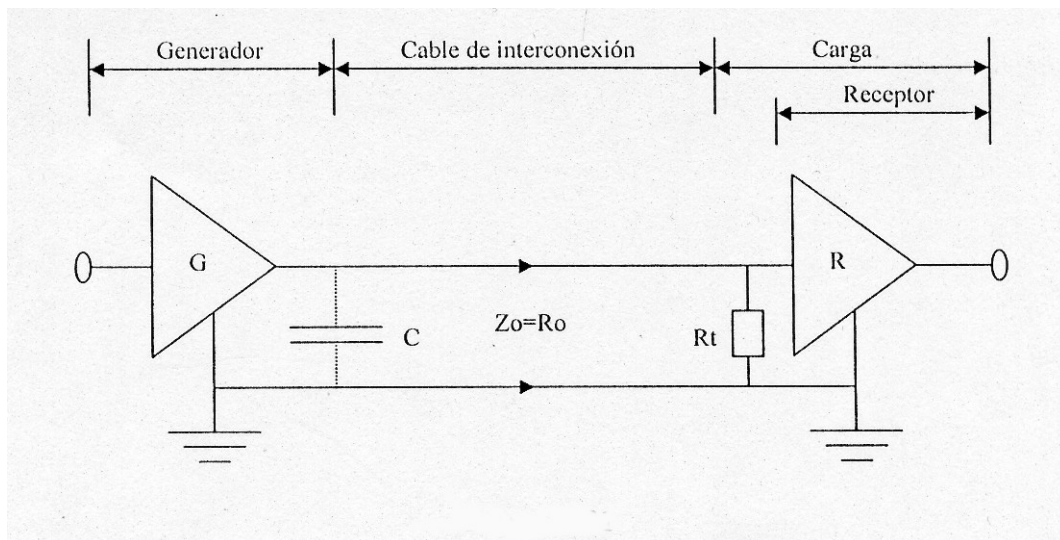 Generador
Cable de interconexión
Carga
Receptor
G
C
Zo=Ro
Rt
R